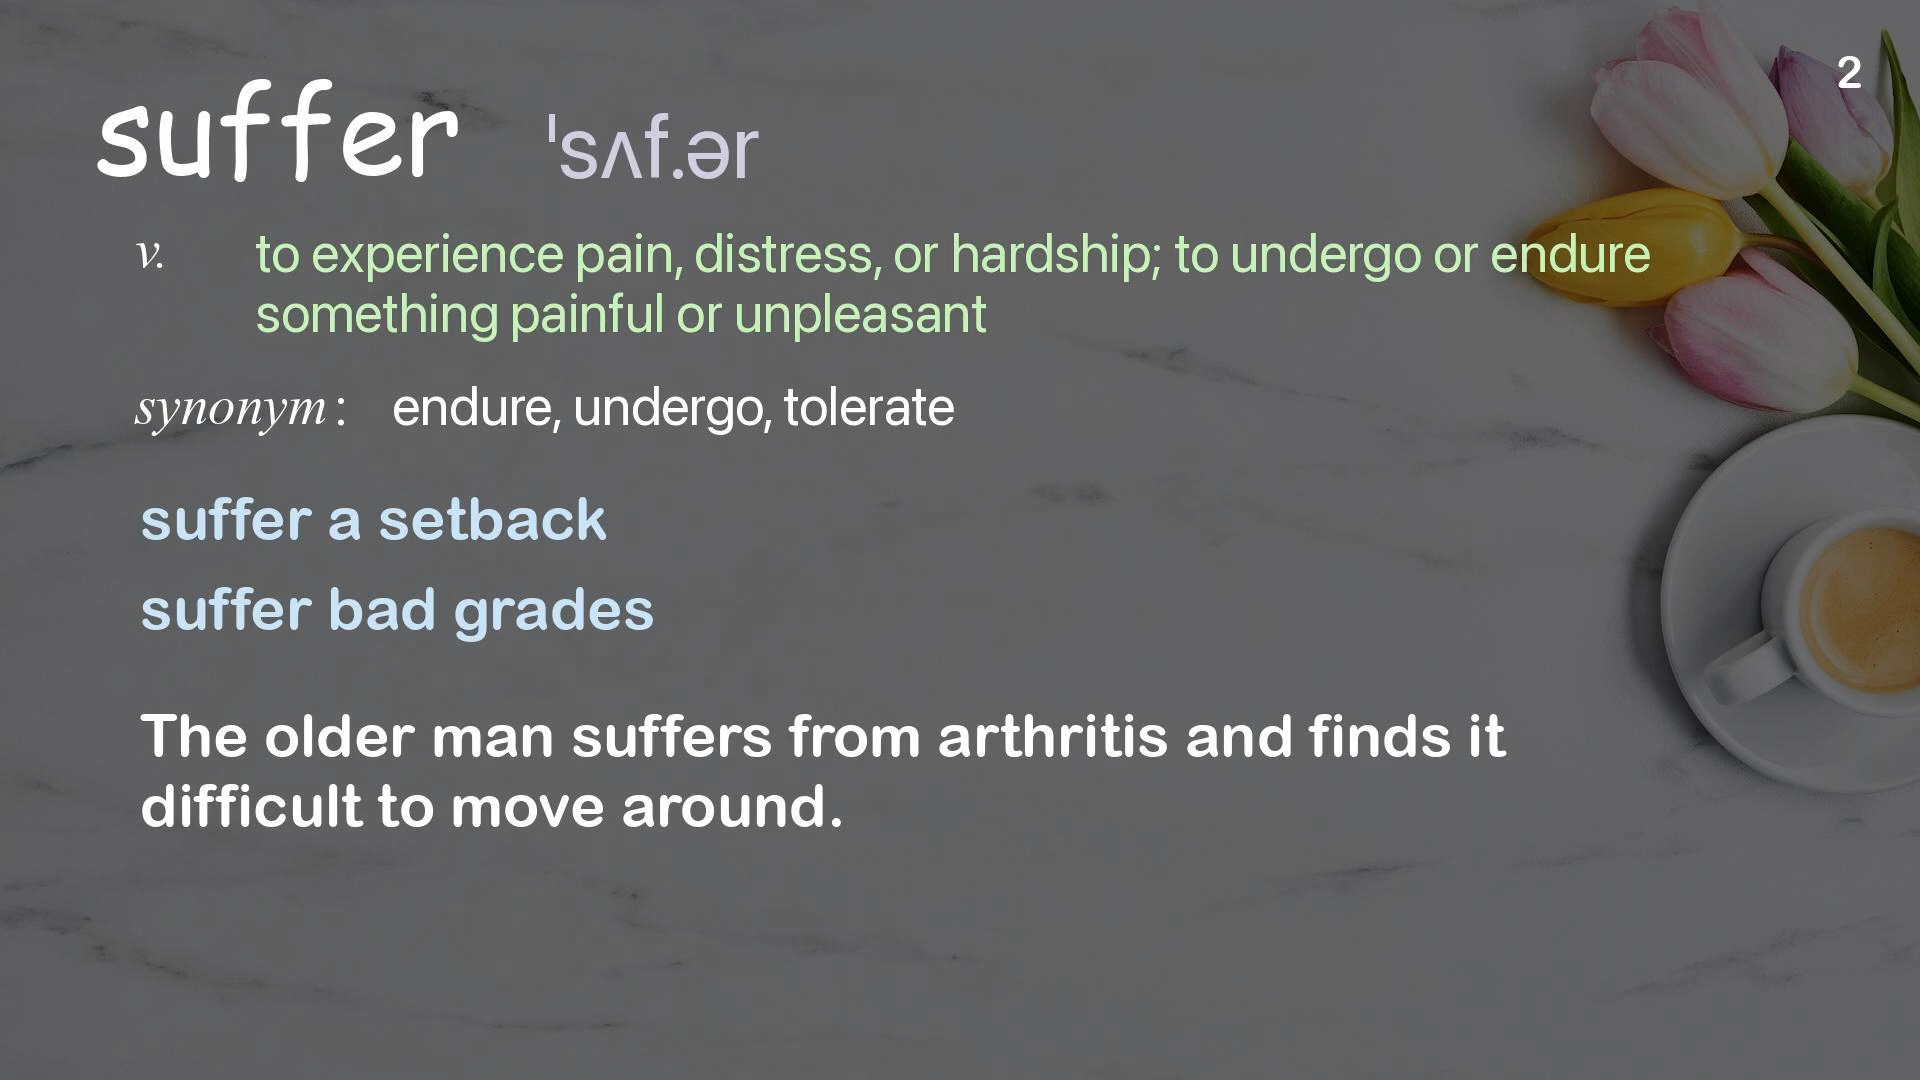 2
suffer ˈsʌf.ər
v. to experience pain, distress, or hardship; to undergo or endure
something painful or unpleasant
synonym : endure, undergo, tolerate
suffer a setback
suffer bad grades
The older man suffers from arthritis and finds it
difficult to move around.